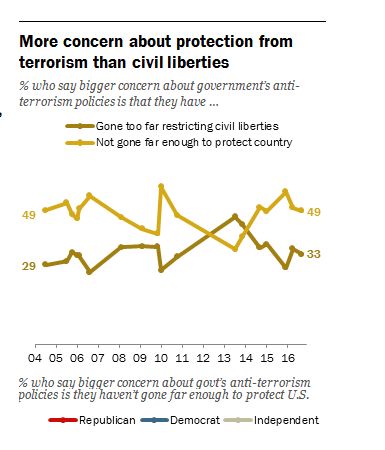 More concern about protection from
terrorism than civil liberties
% who say bigger concern about government's anti-
terrorism policies is that they have ...
Gone too far restricting civil liberties
Not gone far enough to protect country
49
49
29
33
04 05 06 07 08 09 10 10 11 12 13 14 15 16
% who say bigger concern about govt's anti-terrorism
policies is they haven't gone far enough to protect U.S.
Republican Democrat Independent